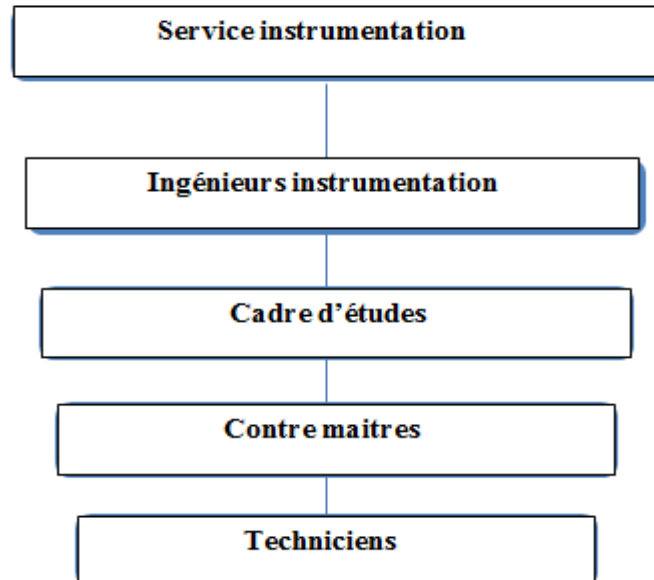 Service instrumentation
Ingénieurs instrumentation
Cadre d’études
Contre maitres
Techniciens